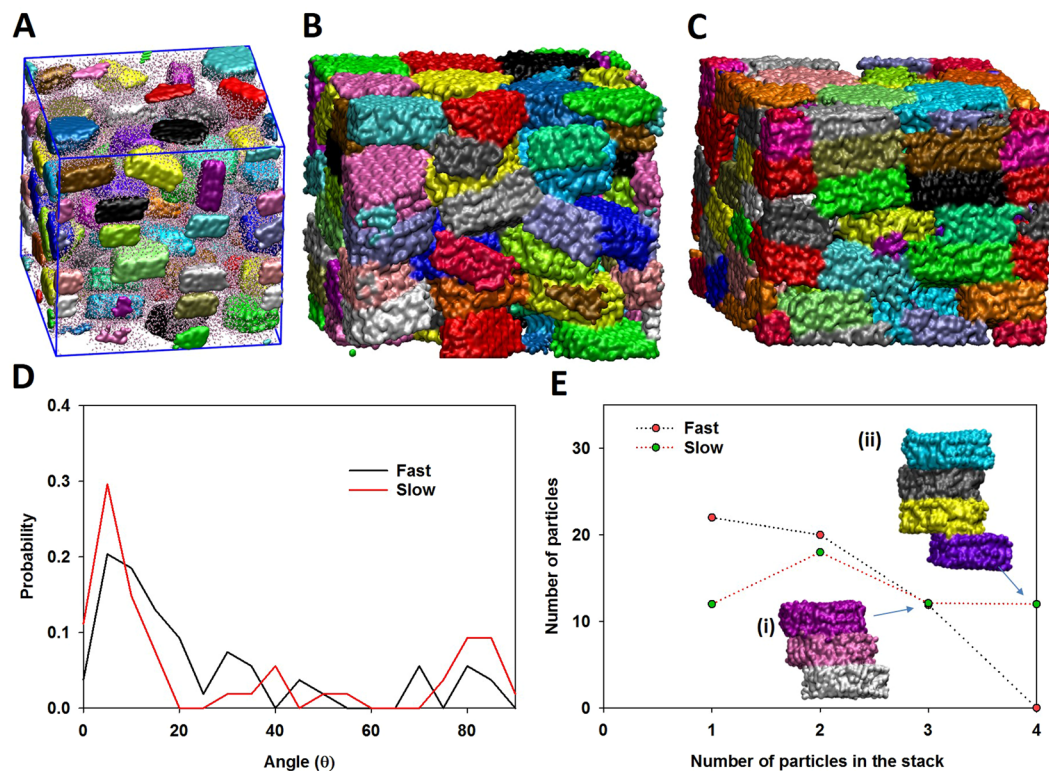 A
B
C
D
0.4
0.3
0.2
0.1
0.0
Probability
Fast
Slow
0
20
40
60
80
Angle (θ)
E
30
20
10
0
Number of particles
Fast
Slow
(ii)
(i)
0
1
2
3
4
Number of particles in the stack